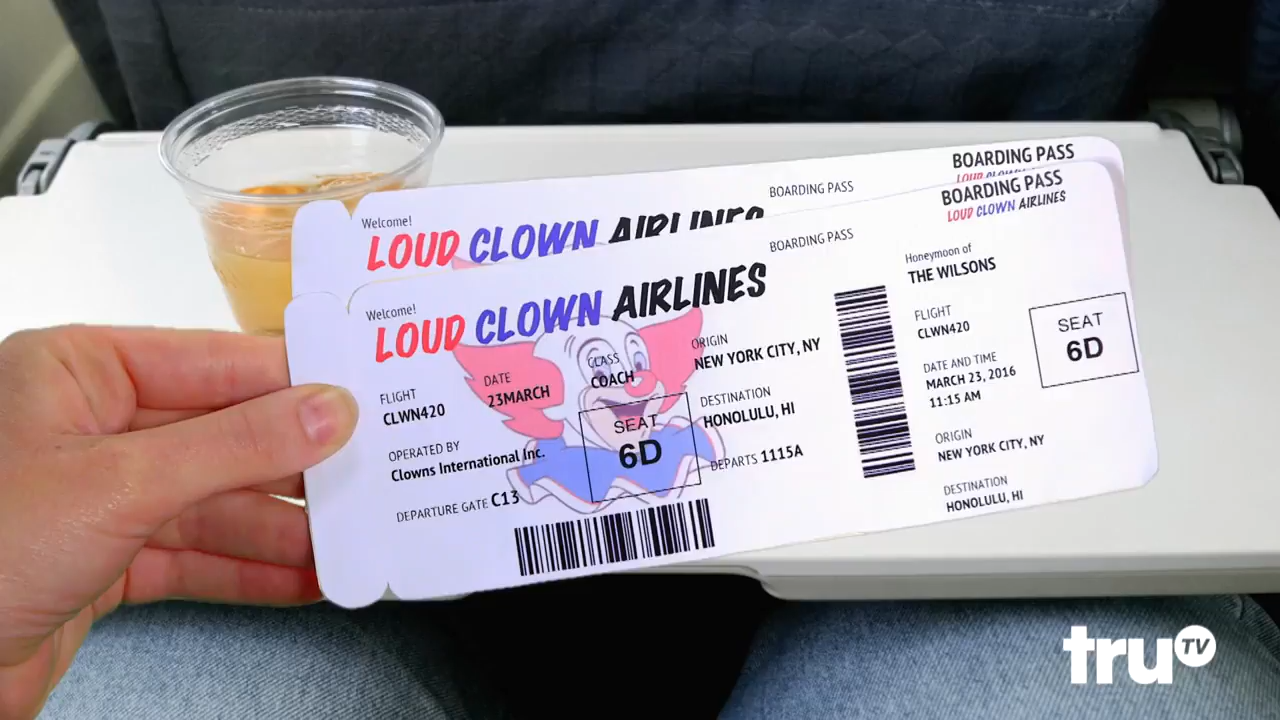 Welcome!
LOUD CLOWN AIRLINES
BOARDING PASS
BOARDING PASS
LOUD CLOWN
Welcome!
LOUD CLOWN AIRLINES
BOARDING PASS
FLIGHT
CLWN420
DATE
23MARCH
CLASS
COACH
ORIGIN
NEW YORK CITY, NY
OPERATED BY
Clowns International Inc.
SEAT
6D
DESTINATION
HONOLULU, HI
DEPARTURE GATE C13
DEPARTS 1115A
BOARDING PASS
LOUD CLOWN AIRLINES
Honeymoon of
THE WILSONS
FLIGHT
CLWN420
DATE AND TIME
MARCH 23, 2016
11:15 AM
SEAT
6D
ORIGIN
NEW YORK CITY, NY
DESTINATION
HONOLULU, HI
truTV